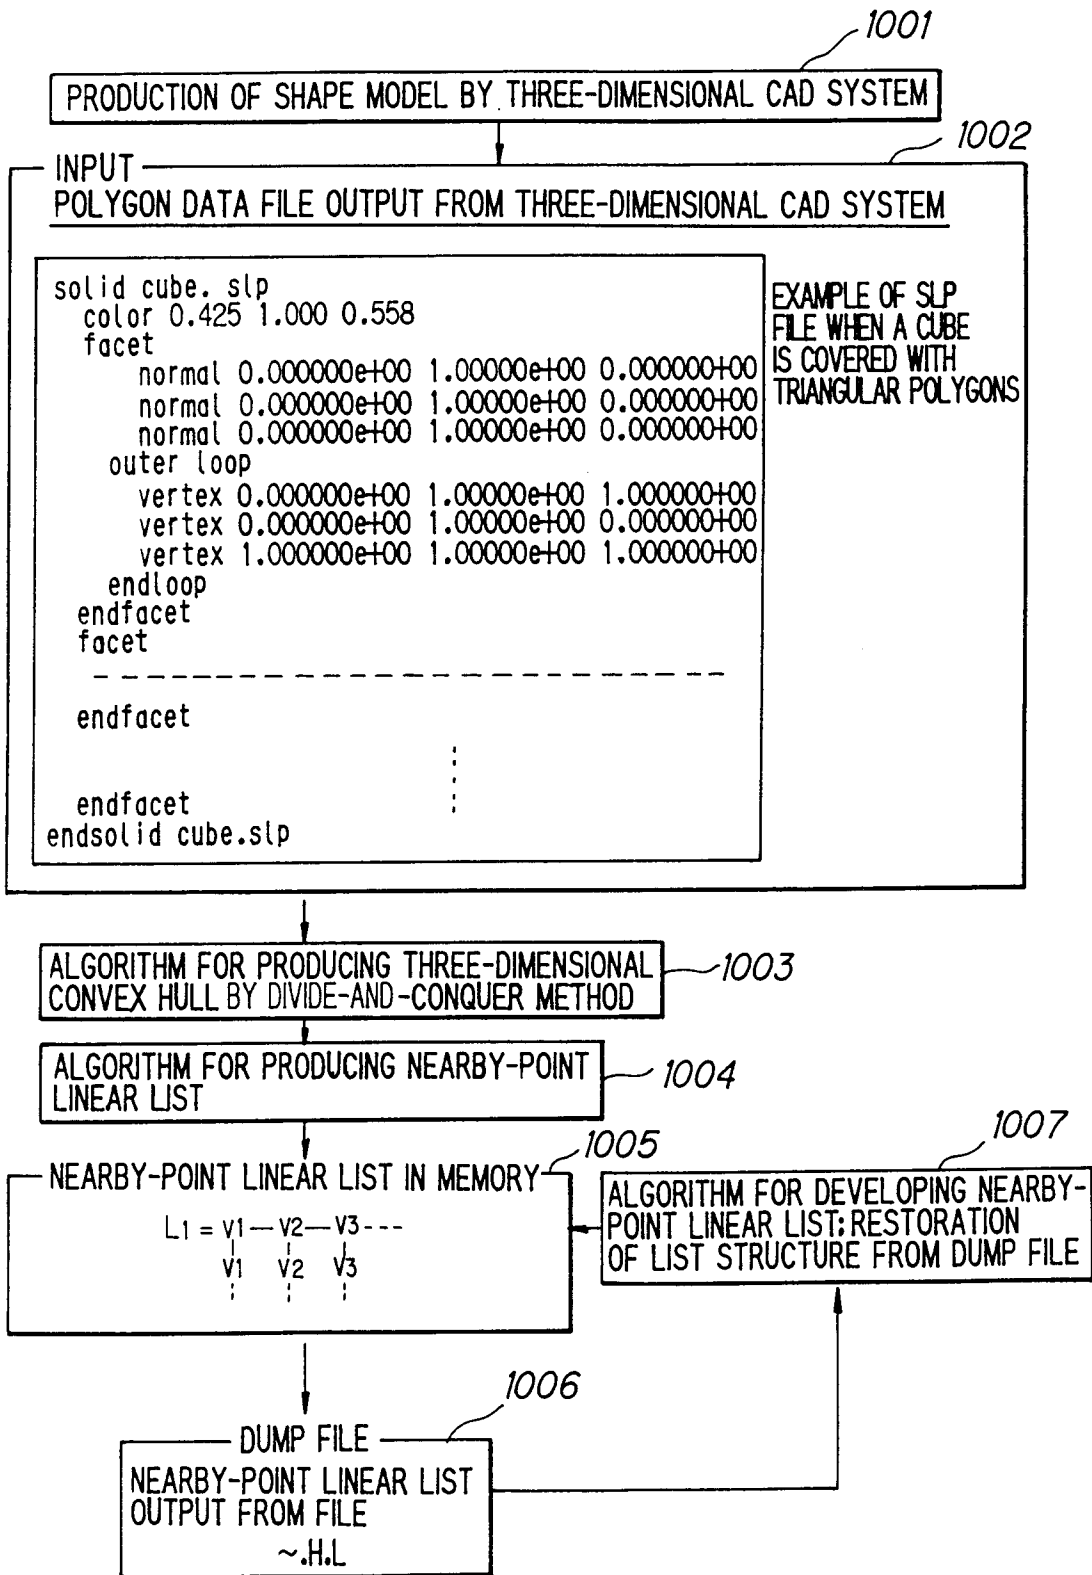 1001
PRODUCTION OF SHAPE MODEL BY THREE-DIMENSIONAL CAD SYSTEM
1002
INPUT
POLYGON DATA FILE OUTPUT FROM THREE-DIMENSIONAL CAD SYSTEM
solid cube. slp
color 0.425 1.000 0.558
facet
normal 0.000000e+00 1.00000e+00 0.000000+00
normal 0.000000e+00 1.00000e+00 0.000000+00
normal 0.000000e+00 1.00000e+00 0.000000+00
outer loop
vertex 0.000000e+00 1.00000e+00 1.000000+00
vertex 0.000000e+00 1.00000e+00 0.000000+00
vertex 1.000000e+00 1.00000e+00 1.000000+00
endloop
endfacet
facet
endfacet
endfacet
endsolid cube.slp
EXAMPLE OF SLP
FILE WHEN A CUBE
IS COVERED WITH
TRIANGULAR POLYGONS
ALGORITHM FOR PRODUCING THREE-DIMENSIONAL
CONVEX HULL BY DIVIDE-AND-CONQUER METHOD
1003
ALGORITHM FOR PRODUCING NEARBY-POINT
LINEAR LIST
1004
1005
NEARBY-POINT LINEAR LIST IN MEMORY
L1 = V1 — V2 — V3 ---
V1 V2 V3
1007
ALGORITHM FOR DEVELOPING NEARBY-
POINT LINEAR LIST: RESTORATION
OF LIST STRUCTURE FROM DUMP FILE
1006
DUMP FILE
NEARBY-POINT LINEAR LIST
OUTPUT FROM FILE
~.H.L